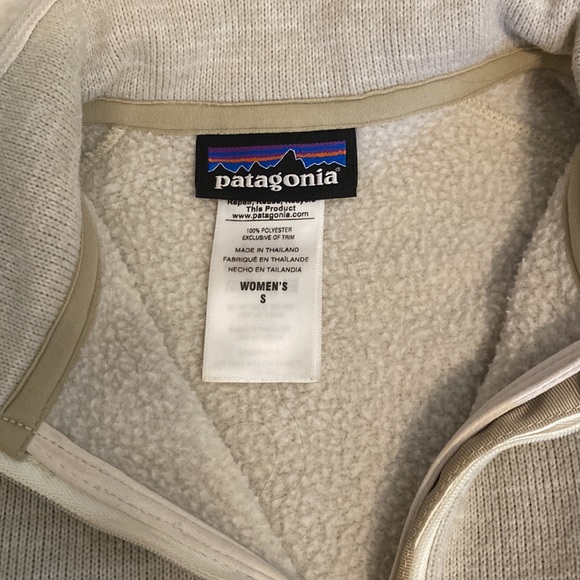 patagonia®
Repair, Reuse, Recycle
This Product
www.patagonia.com
100% POLYESTER
EXCLUSIVE OF TRIM
MADE IN THAILAND
FABRIQUÉ EN THAÏLANDE
HECHO EN TAILANDIA
WOMEN'S
S